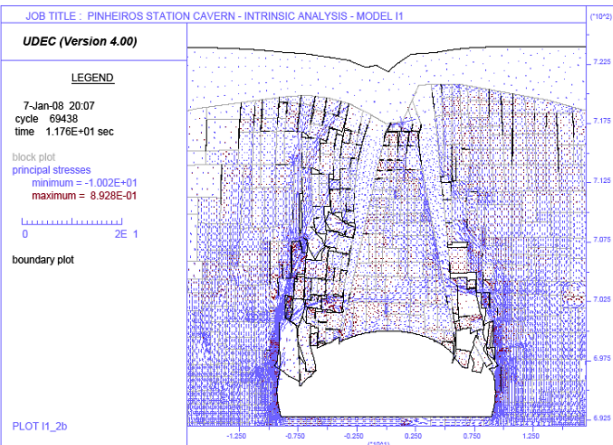 JOB TITLE : PINHEIROS STATION CAVERN - INTRINSIC ANALYSIS - MODEL I1
(*10^2)
UDEC (Version 4.00)
LEGEND
7-Jan-08 20:07
cycle 69438
time 1.176E+01 sec
block plot
principal stresses
minimum = -1.002E+01
maximum = 8.928E-01
0 2E 1
boundary plot
PLOT I1_2b
7.225
7.175
7.125
7.075
7.025
6.975
6.925
-1.250 -0.750 -0.250 0.250 0.750 1.250
(*10^1)